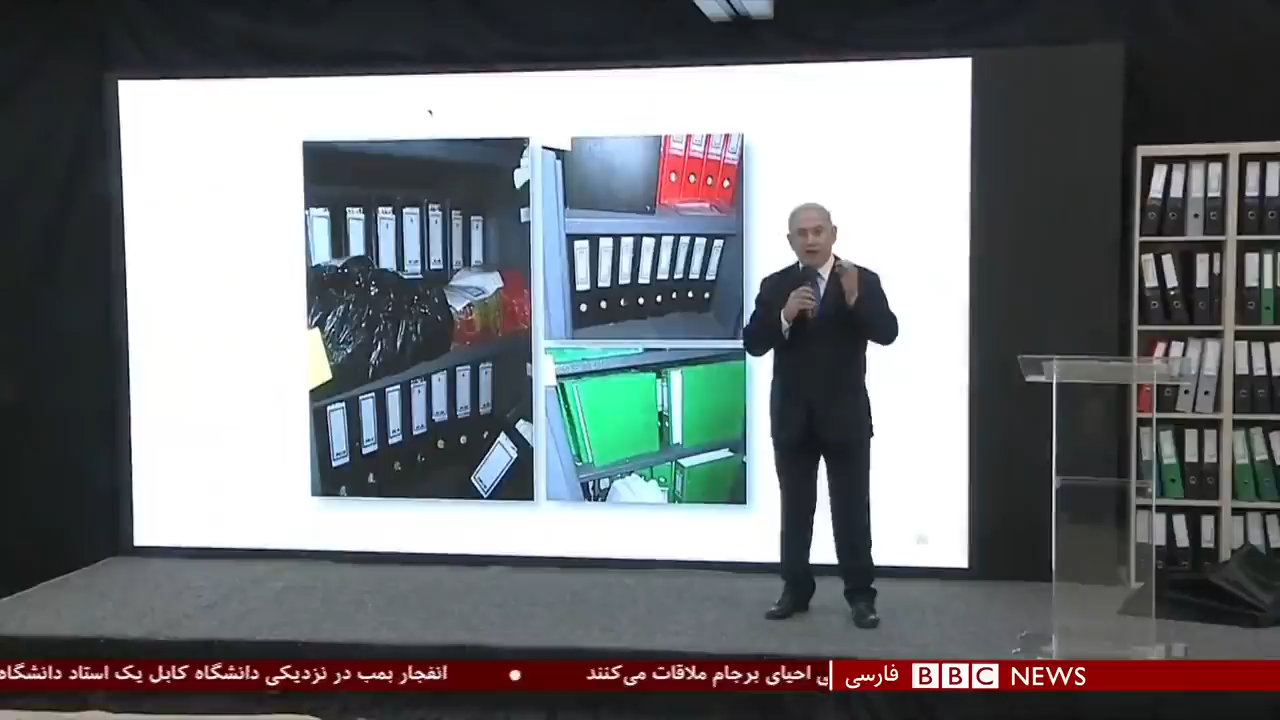 انفجار بمب در نزدیکی دانشگاه کابل یک استاد دانشگاه • ی احیای برجام ملاقات می‌کنند فارسی BBC NEWS